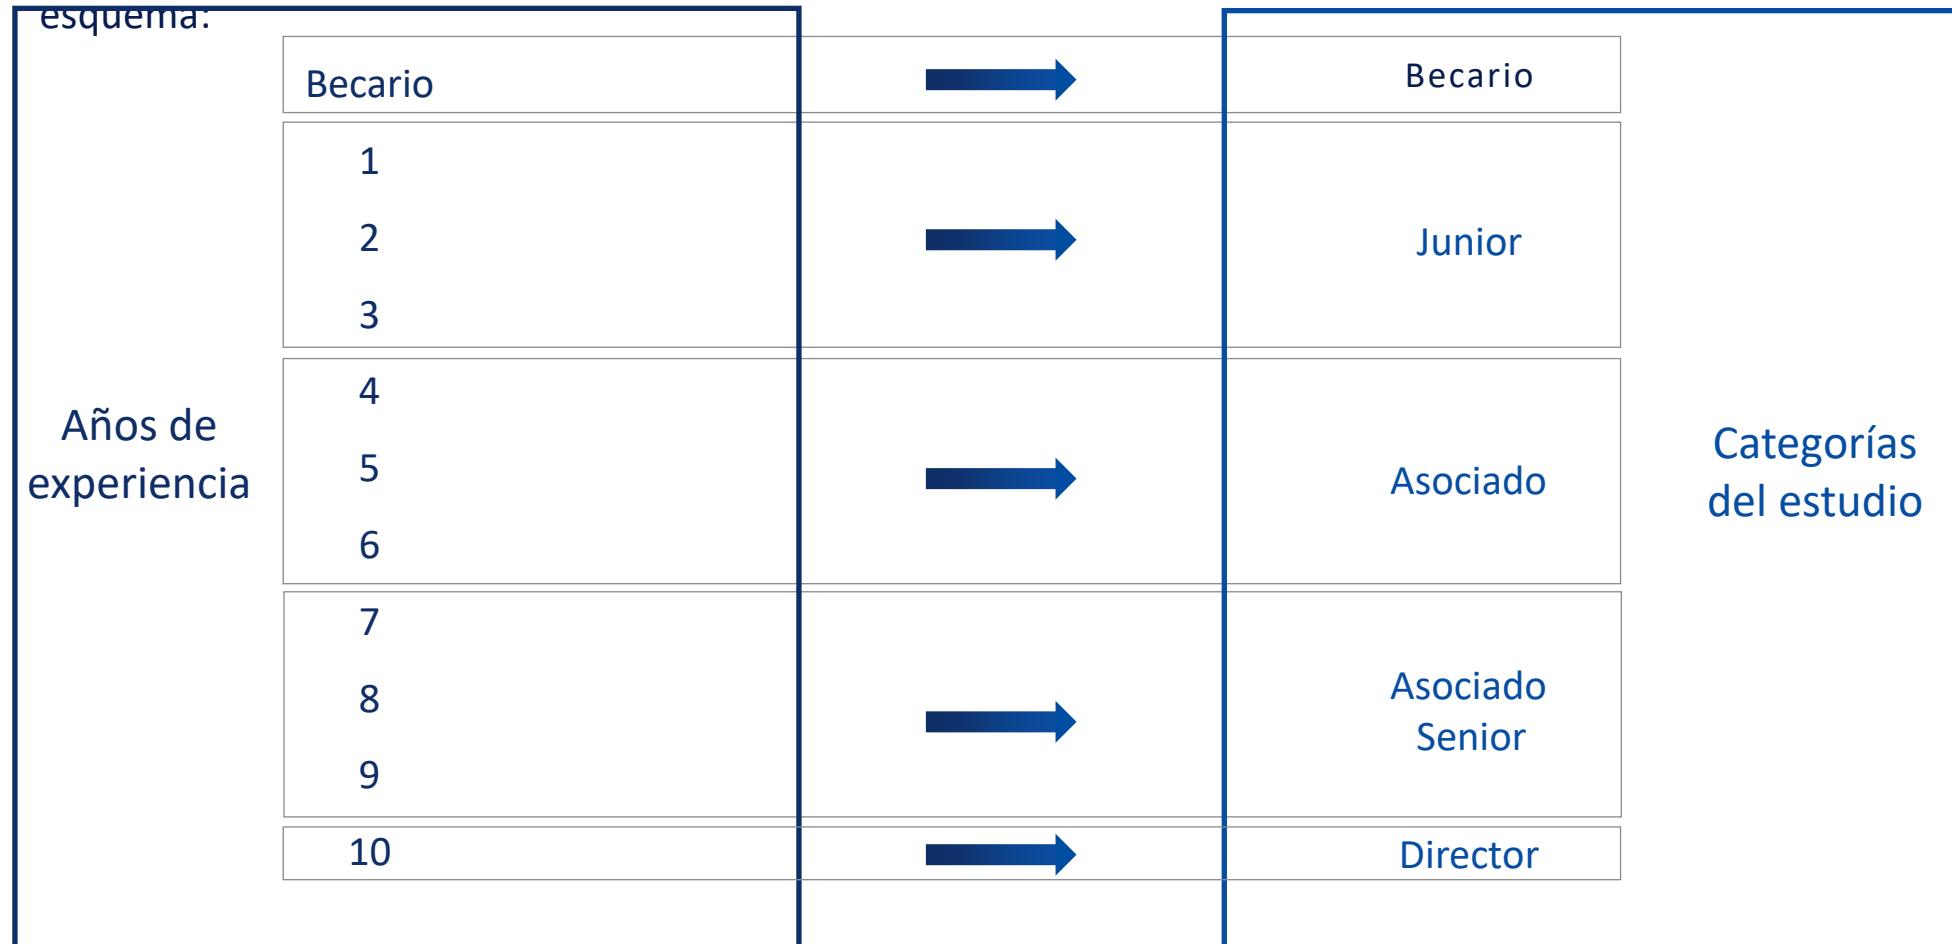 esquema:
Becario
Becario
1
2
Junior
3
4
Años de
experiencia
5
Asociado
6
Categorías
del estudio
7
8
Asociado
Senior
9
10
Director